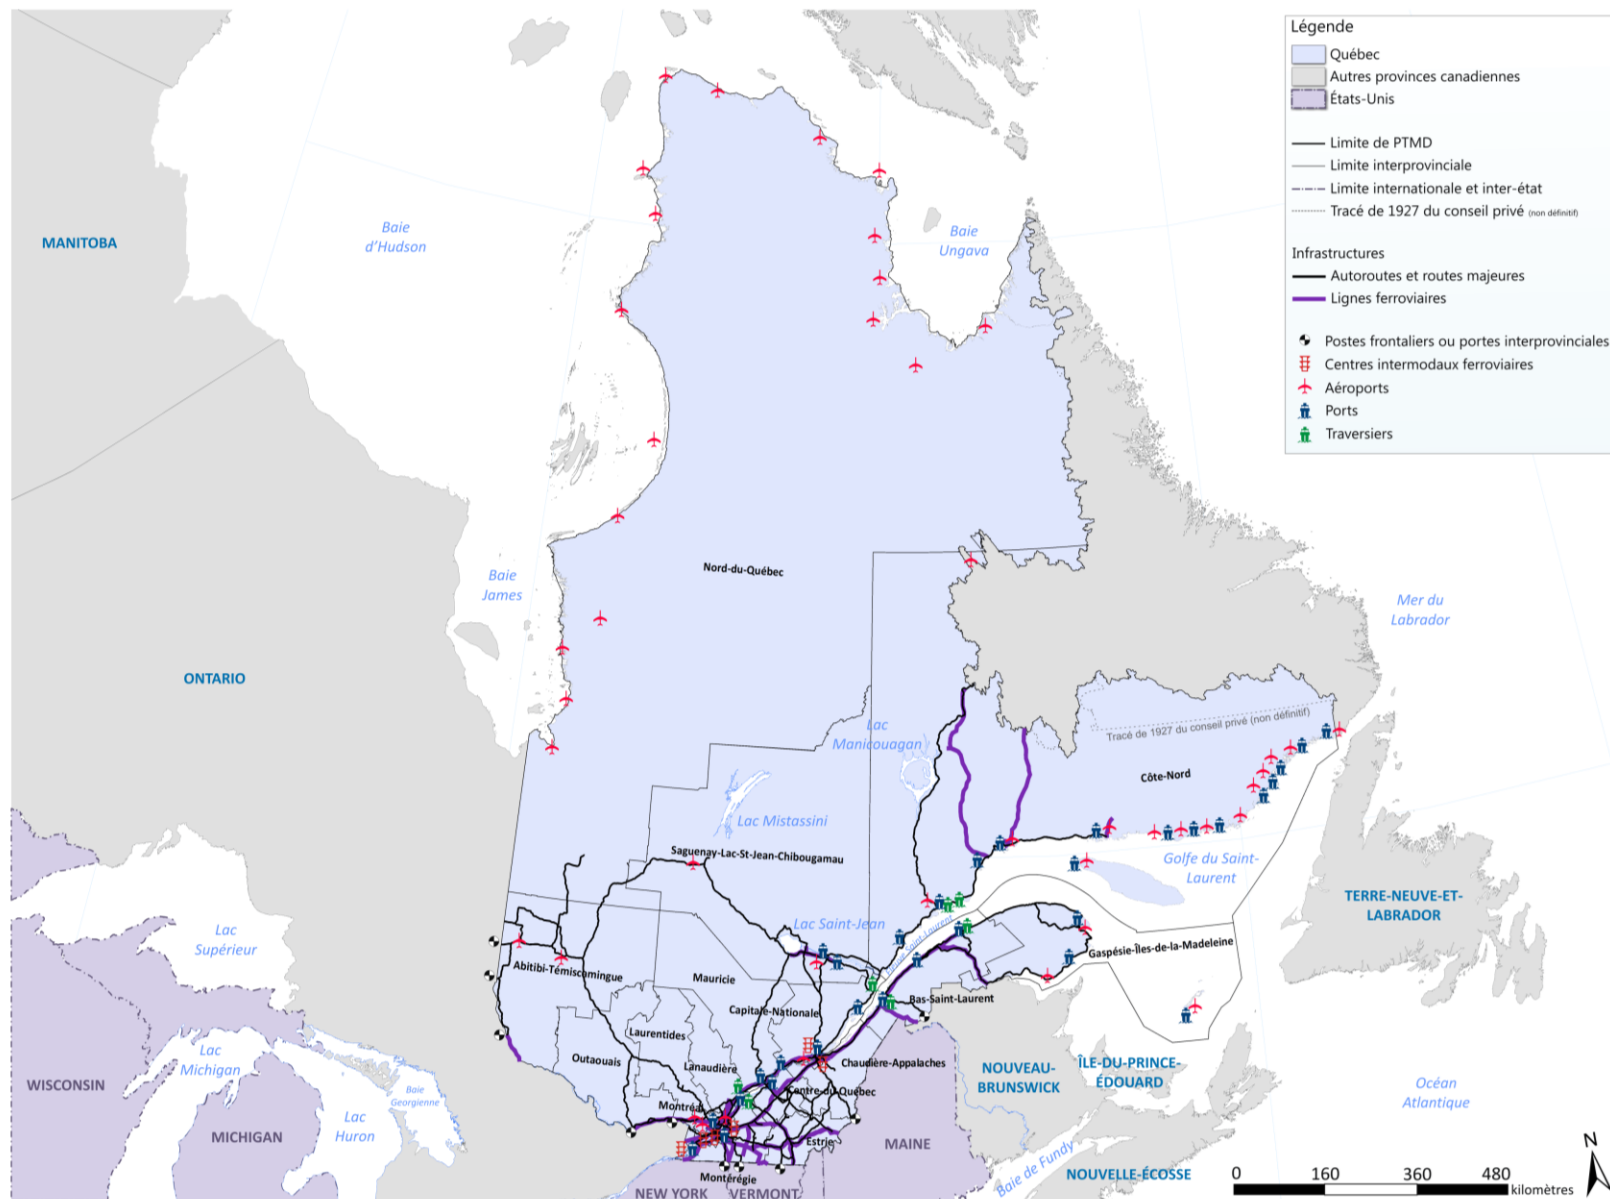 Légende
Québec
Autres provinces canadiennes
États-Unis
Limite de PTMD
Limite interprovinciale
Limite internationale et inter-état
Tracé de 1927 du conseil privé (non définitif)
Infrastructures
Autoroutes et routes majeures
Lignes ferroviaires
Postes frontaliers ou portes interprovinciales
Centres intermodaux ferroviaires
Aéroports
Ports
Traversiers
MANITOBA
Baie
d'Hudson
Baie
Ungava
Nord-du-Québec
Baie
James
Mer du
Labrador
ONTARIO
Lac
Manicouagan
Tracé de 1927 du conseil privé (non définitif)
Côte-Nord
Lac Mistassini
Saguenay-Lac-St-Jean-Chibougamau
Golfe du Saint-
Laurent
TERRE-NEUVE-ET-
LABRADOR
Lac Saint-Jean
Lac
Supérieur
Saint-Laurent
Gaspésie-Îles-de-la-Madeleine
Abitibi-Témiscamingue
Mauricie
Bas-Saint-Laurent
Capitale-Nationale
Laurentides
Outaouais
Lanaudière
Chaudière-Appalaches
Centre-du-Québec
Lac
Michigan
Baie
Georgienne
WISCONSIN
NOUVEAU-
BRUNSWICK
ÎLE-DU-PRINCE-
ÉDOUARD
Océan
Atlantique
Montréal
Lac
Huron
MICHIGAN
Estrie
MAINE
Montérégie
Baie de Fundy
NOUVELLE-ÉCOSSE
NEW YORK
VERMONT
N
0 160 360 480
kilomètres